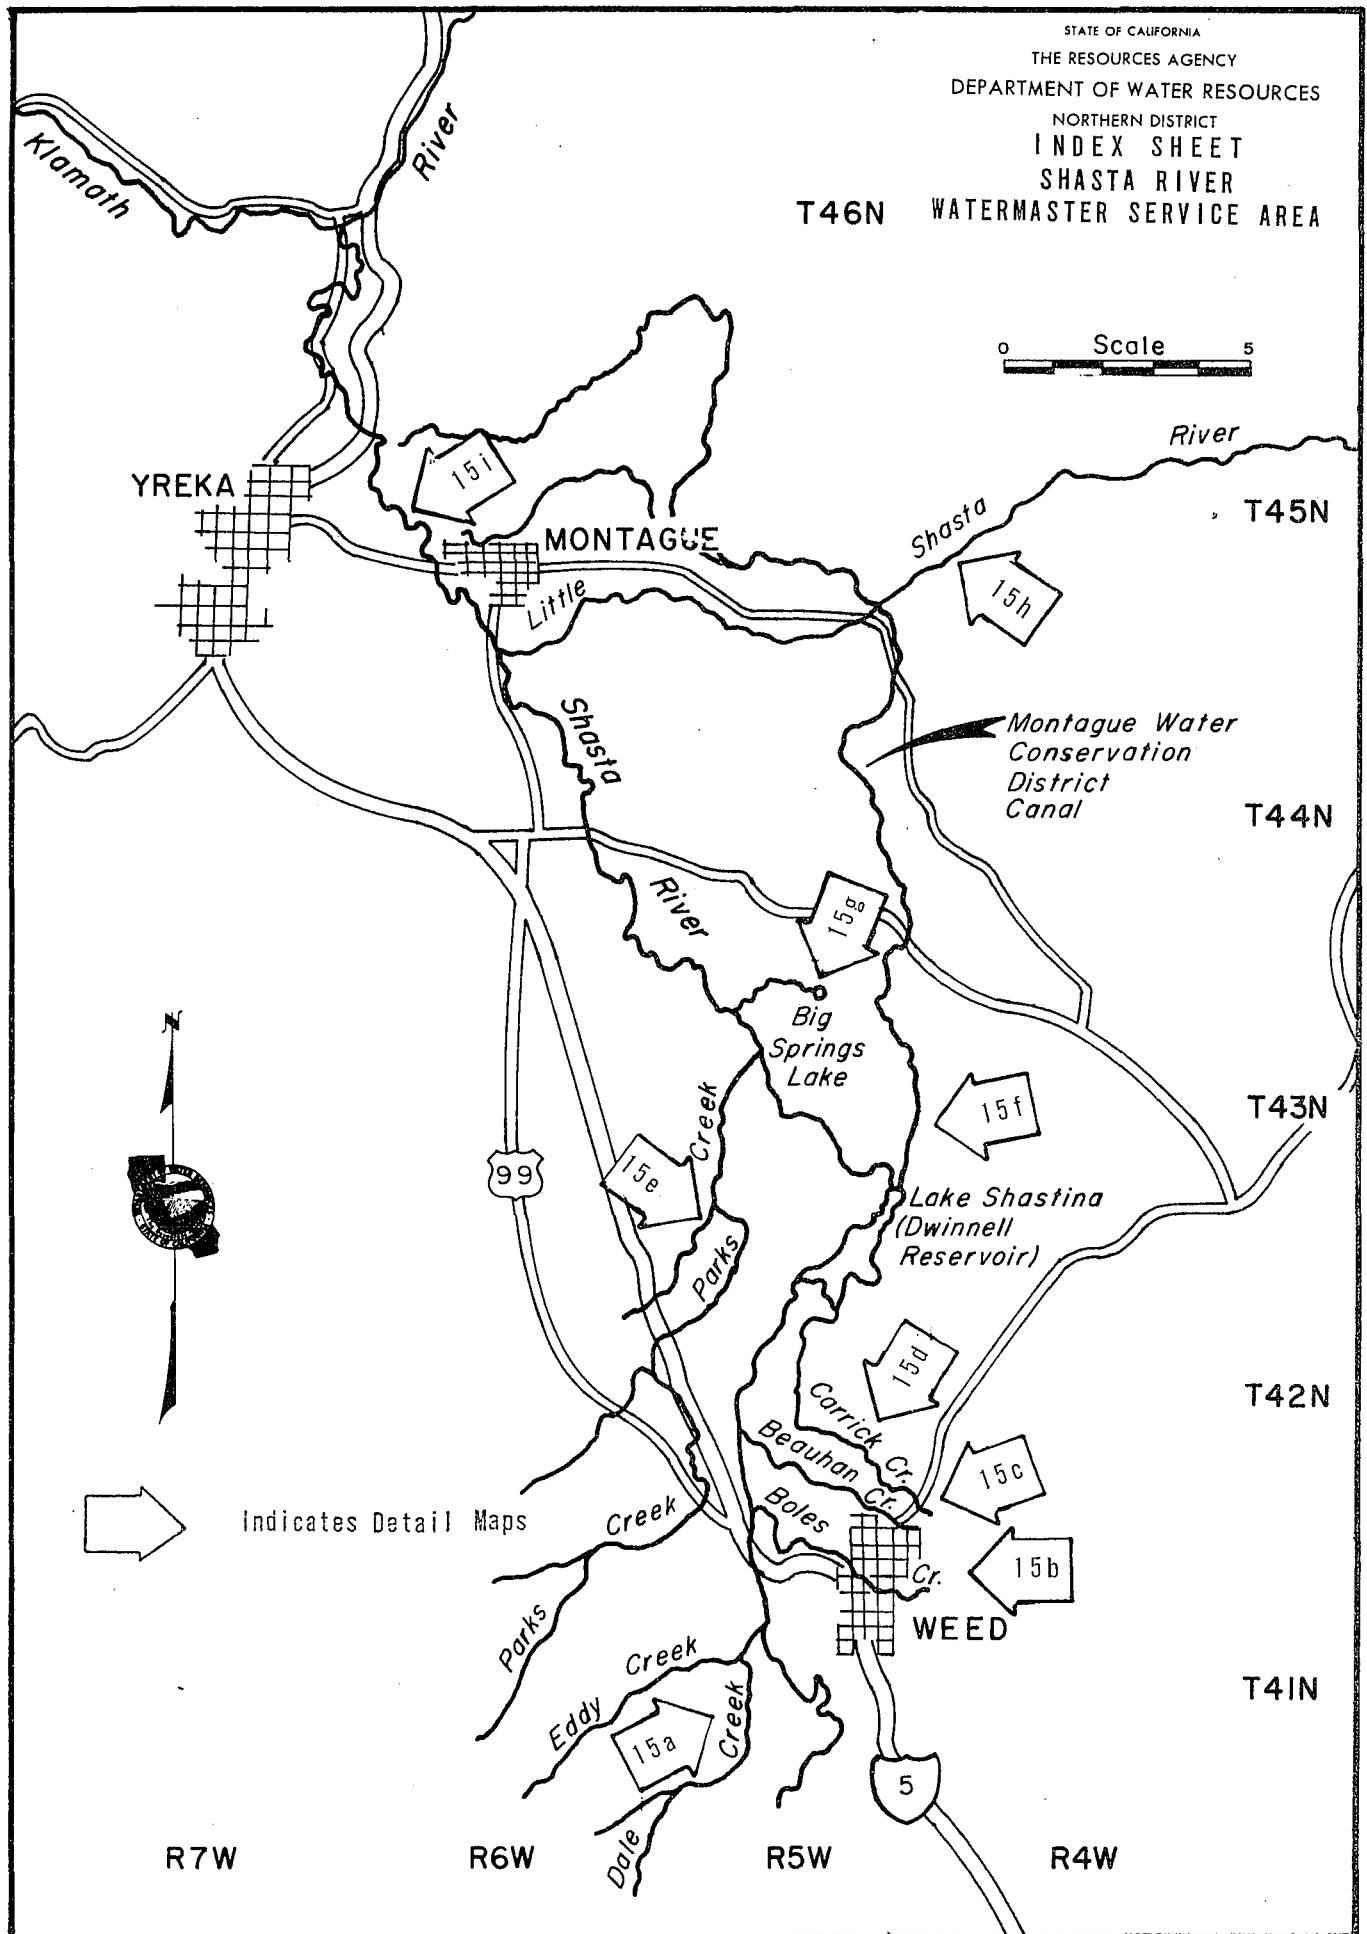 STATE OF CALIFORNIA
THE RESOURCES AGENCY
DEPARTMENT OF WATER RESOURCES
NORTHERN DISTRICT
INDEX SHEET
SHASTA RIVER
WATERMASTER SERVICE AREA
T46N
Klamath
River
0 Scale 5
River
Shasta
Little
YREKA
15i
MONTAGUE
T45N
15h
Shasta
River
Montague Water
Conservation
District
Canal
T44N
15g
Big
Springs
Lake
N
15f
T43N
Creek
15e
99
Parks
Lake Shastina
(Dwinnell
Reservoir)
15d
T42N
Carrick Cr.
Beauhan Cr.
15c
Boles
Cr.
15b
Indicates Detail Maps
Creek
Parks
WEED
Eddy Creek
T41N
15a
Creek
Dale
5
R7W
R6W
R5W
R4W